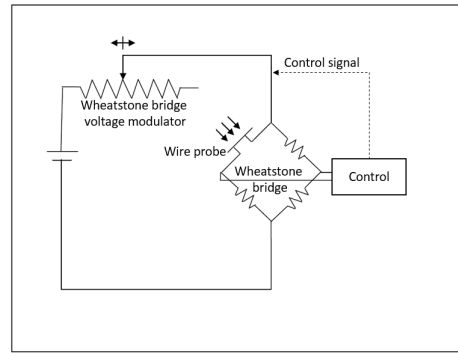 Control signal
Wheatstone bridge
voltage modulator
Wire probe
Wheatstone
bridge
Control